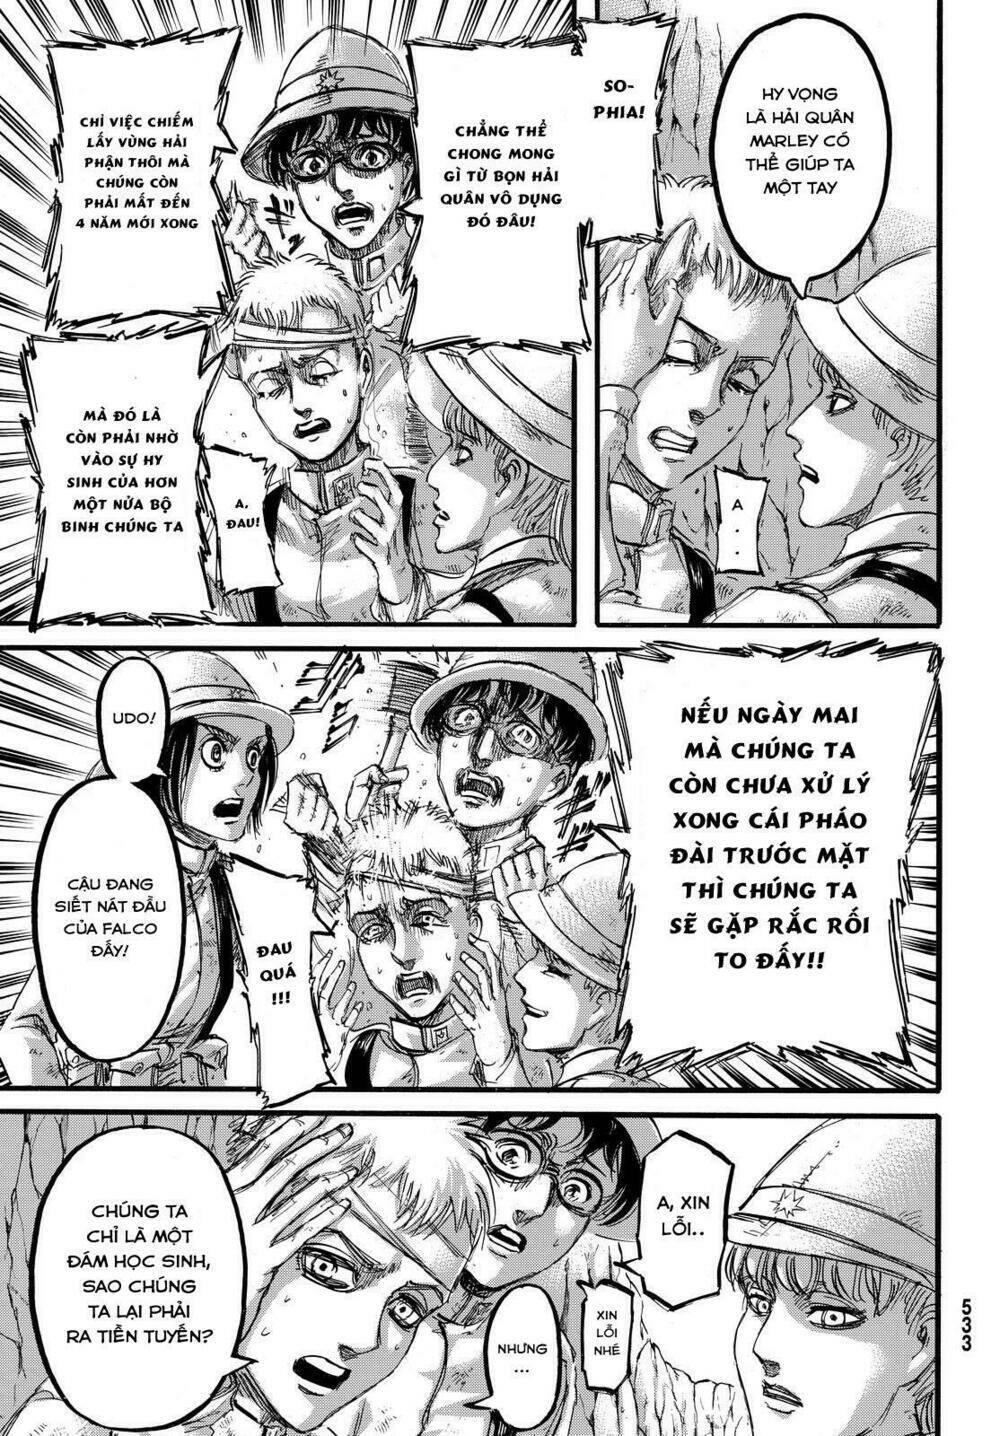 HY VỌNG
LÀ HẢI QUÂN
MARLEY CÓ
THỂ GIÚP TA
MỘT TAY
A
...
SO-
PHIA!
CHẲNG THỂ
CHONG MONG
GÌ TỪ BỌN HẢI
QUÂN VÔ DỤNG
ĐÓ ĐÂU!
CHỈ VIỆC CHIẾM
LẤY VÙNG HẢI
PHẬN THÔI MÀ
CHÚNG CÒN
PHẢI MẤT ĐẾN
4 NĂM MỚI XONG
MÀ ĐÓ LÀ
CÒN PHẢI NHỜ
VÀO SỰ HY
SINH CỦA HƠN
MỘT NỬA BỘ
BINH CHÚNG TA
A,
ĐAU!
NẾU NGÀY MAI
MÀ CHÚNG TA
CÒN CHƯA XỬ LÝ
XONG CÁI PHÁO
ĐÀI TRƯỚC MẶT
THÌ CHÚNG TA
SẼ GẶP RẮC RỐI
TO ĐẤY!!
UDO!
CẬU ĐANG
SIẾT NÁT ĐẦU
CỦA FALCO
ĐẤY!
ĐAU
QUÁ
!!!
A, XIN
LỖI..
XIN
LỖI
NHÉ
NHƯNG
...
CHÚNG TA
CHỈ LÀ MỘT
ĐÁM HỌC SINH,
SAO CHÚNG
TA LẠI PHẢI
RA TIỀN TUYẾN?
533